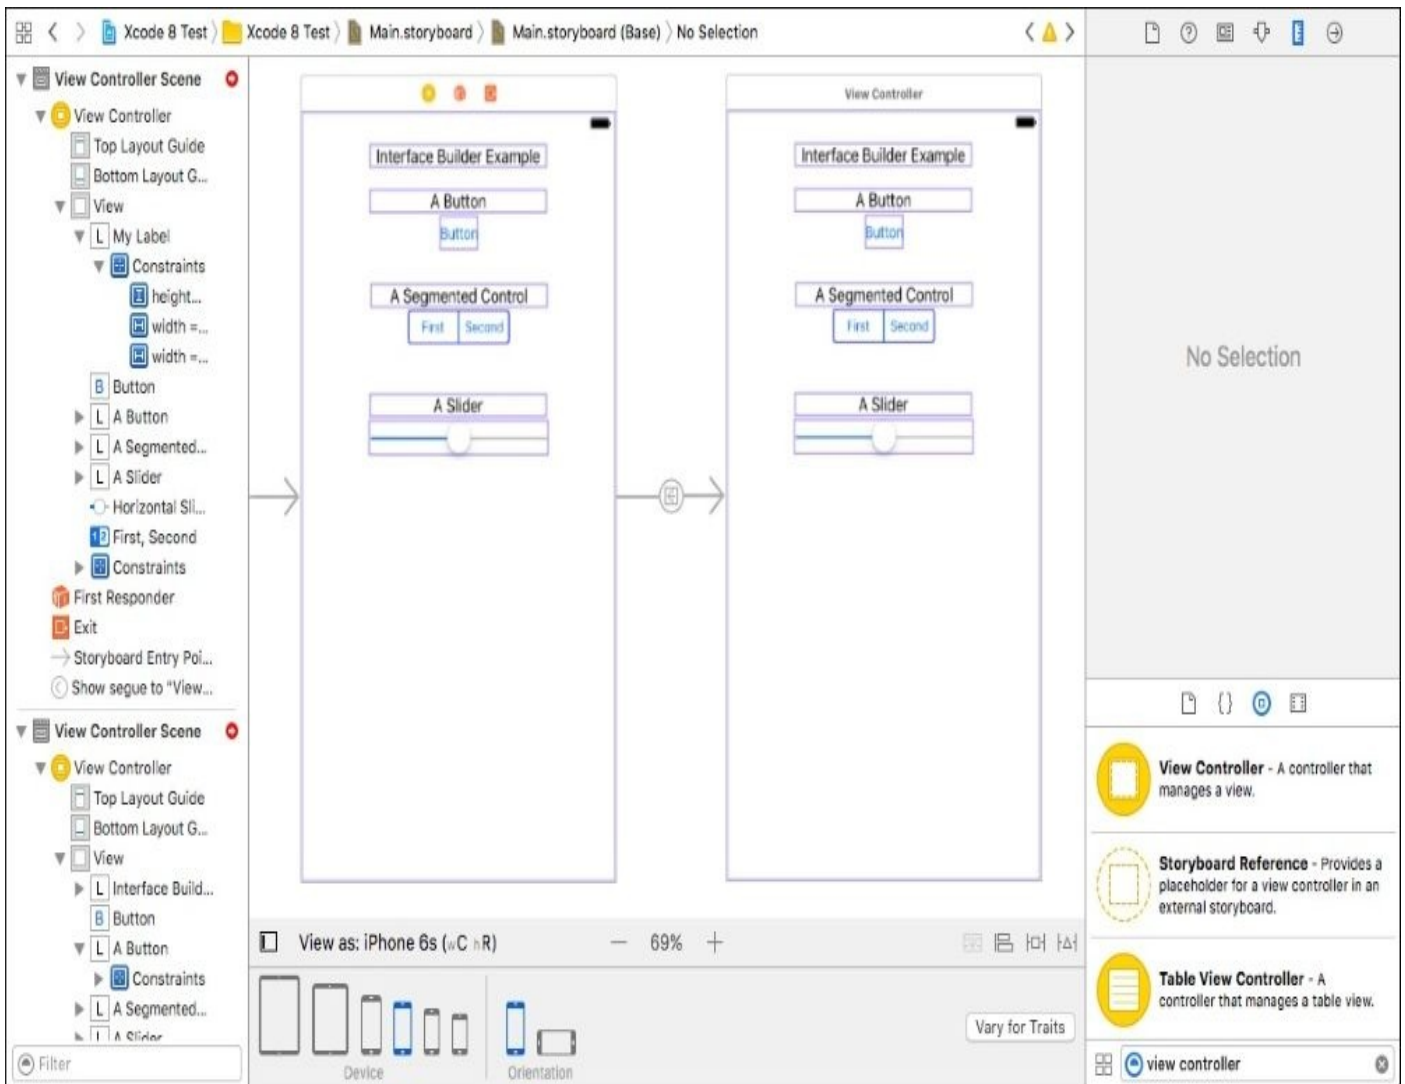 Xcode 8 Test
Xcode 8 Test
Main.storyboard
Main.storyboard (Base)
No Selection
View Controller Scene
View Controller
Top Layout Guide
Bottom Layout G...
View
L My Label
Constraints
height...
width =...
width =...
B Button
L A Button
L A Segmented...
L A Slider
Horizontal Sli...
1 2 First, Second
Constraints
First Responder
Exit
Storyboard Entry Poi...
Show segue to "View...
View Controller Scene
View Controller
Top Layout Guide
Bottom Layout G...
View
L Interface Build...
B Button
L A Button
Constraints
L A Segmented...
L A Slider
Filter
Interface Builder Example
A Button
Button
A Segmented Control
First Second
A Slider
View Controller
Interface Builder Example
A Button
Button
A Segmented Control
First Second
A Slider
View as: iPhone 6s (wC hR)
69%
Device
Orientation
Vary for Traits
No Selection
{}
View Controller - A controller that
manages a view.
Storyboard Reference - Provides a
placeholder for a view controller in an
external storyboard.
Table View Controller - A
controller that manages a table view.
view controller